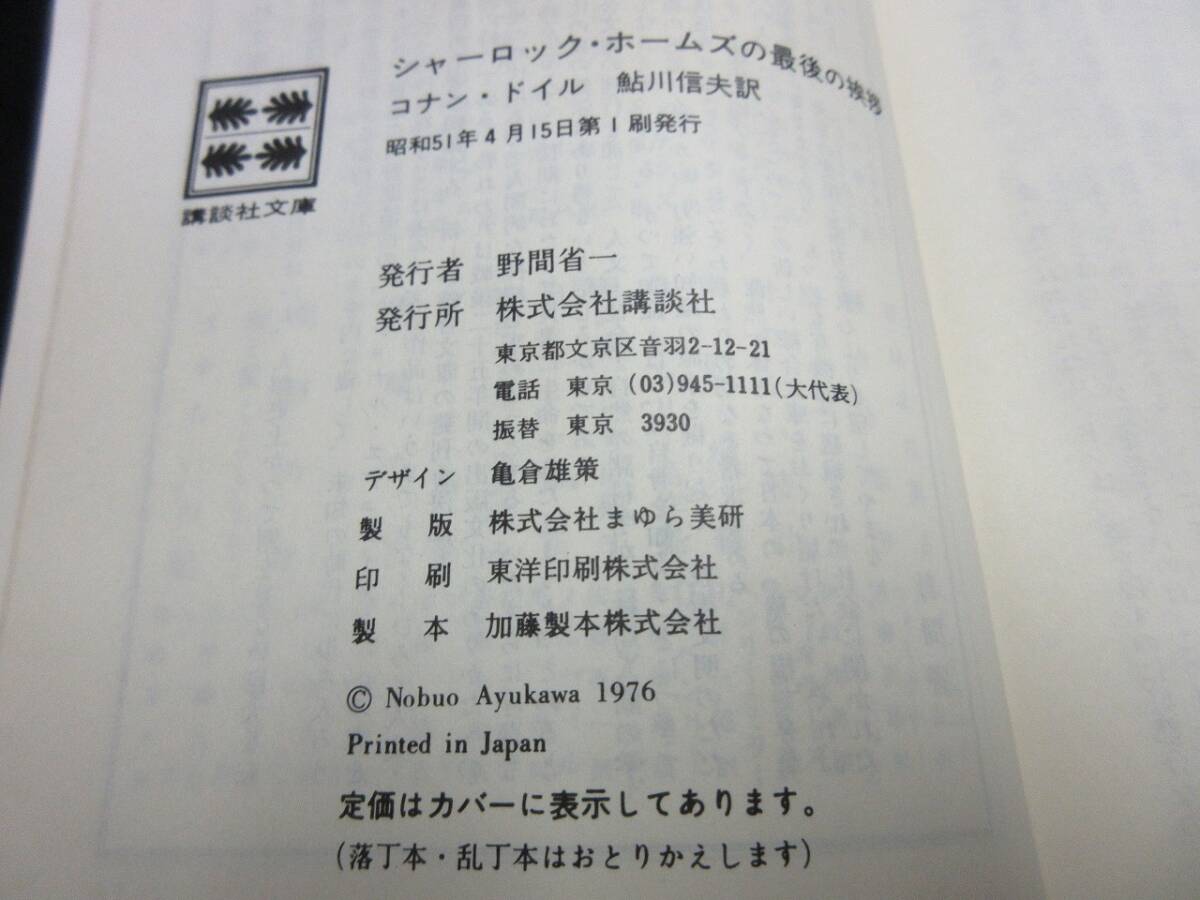 シャーロック・ホームズの最後の挨拶
コナン・ドイル 鮎川信夫訳
昭和51年4月15日第1刷発行
講談社文庫
発行者 野間省一
発行所 株式会社講談社
東京都文京区音羽2-12-21
電話 東京 (03)945-1111(大代表)
振替 東京 3930
デザイン 亀倉雄策
製版 株式会社まゆら美研
印刷 東洋印刷株式会社
製本 加藤製本株式会社
© Nobuo Ayukawa 1976
Printed in Japan
定価はカバーに表示してあります。
(落丁本・乱丁本はおとりかえします)